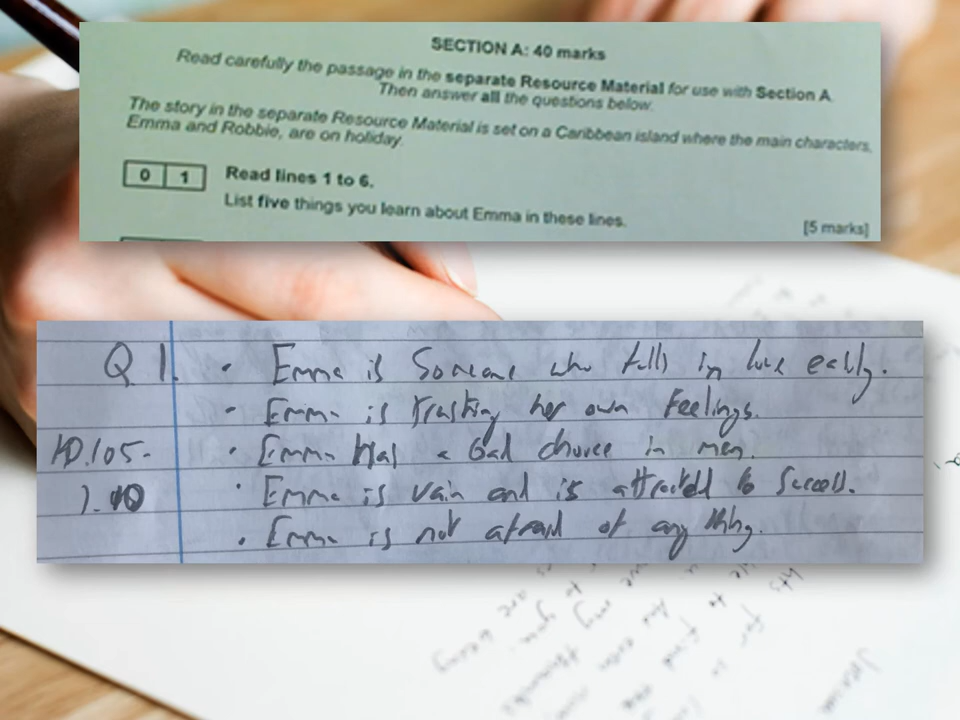 SECTION A: 40 marks
Read carefully the passage in the separate Resource Material for use with Section A
Then answer all the questions below.
The story in the separate Resource Material is set on a Caribbean island where the main characters,
Emma and Robbie, are on holiday.
0 1 Read lines 1 to 6.
List five things you learn about Emma in these lines.
[5 marks]
Q1. • Emma is Someone who falls in love easily.
• Emma is trusting her own feelings.
• Emma has a bad choice in men.
• Emma is vain and is attracted to success.
• Emma is not afraid of anything.